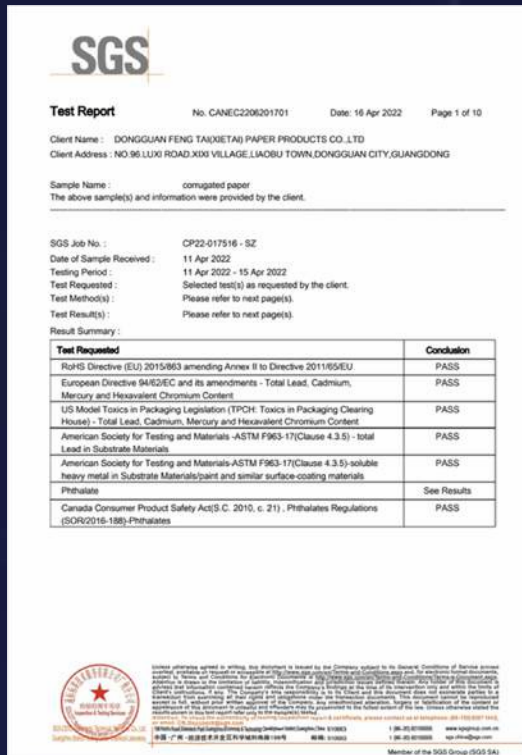 SGS
Test Report No. CANEC2206201701 Date: 16 Apr 2022 Page 1 of 10
Client Name : DONGGUAN FENG TAI(XIETAI) PAPER PRODUCTS CO.,LTD
Client Address : NO.96.LUXI ROAD.XIXI VILLAGE,LIAOBU TOWN,DONGGUAN CITY,GUANGDONG
Sample Name : corrugated paper
The above sample(s) and information were provided by the client.
SGS Job No. : CP22-017516 - SZ
Date of Sample Received : 11 Apr 2022
Testing Period : 11 Apr 2022 - 15 Apr 2022
Test Requested : Selected test(s) as requested by the client.
Test Method(s) : Please refer to next page(s).
Test Result(s) : Please refer to next page(s).
Result Summary :
Test Requested Conclusion
RoHS Directive (EU) 2015/863 amending Annex II to Directive 2011/65/EU PASS
European Directive 94/62/EC and its amendments - Total Lead, Cadmium, PASS
Mercury and Hexavalent Chromium Content
US Model Toxics in Packaging Legislation (TPCH: Toxics in Packaging Clearing PASS
House) - Total Lead, Cadmium, Mercury and Hexavalent Chromium Content
American Society for Testing and Materials -ASTM F963-17(Clause 4.3.5) - total PASS
Lead in Substrate Materials
American Society for Testing and Materials-ASTM F963-17(Clause 4.3.5)-soluble PASS
heavy metal in Substrate Materials/paint and similar surface-coating materials
Phthalate See Results
Canada Consumer Product Safety Act(S.C. 2010, c. 21) , Phthalates Regulations PASS
(SOR/2016-188)-Phthalates
Member of the SGS Group (SGS SA)